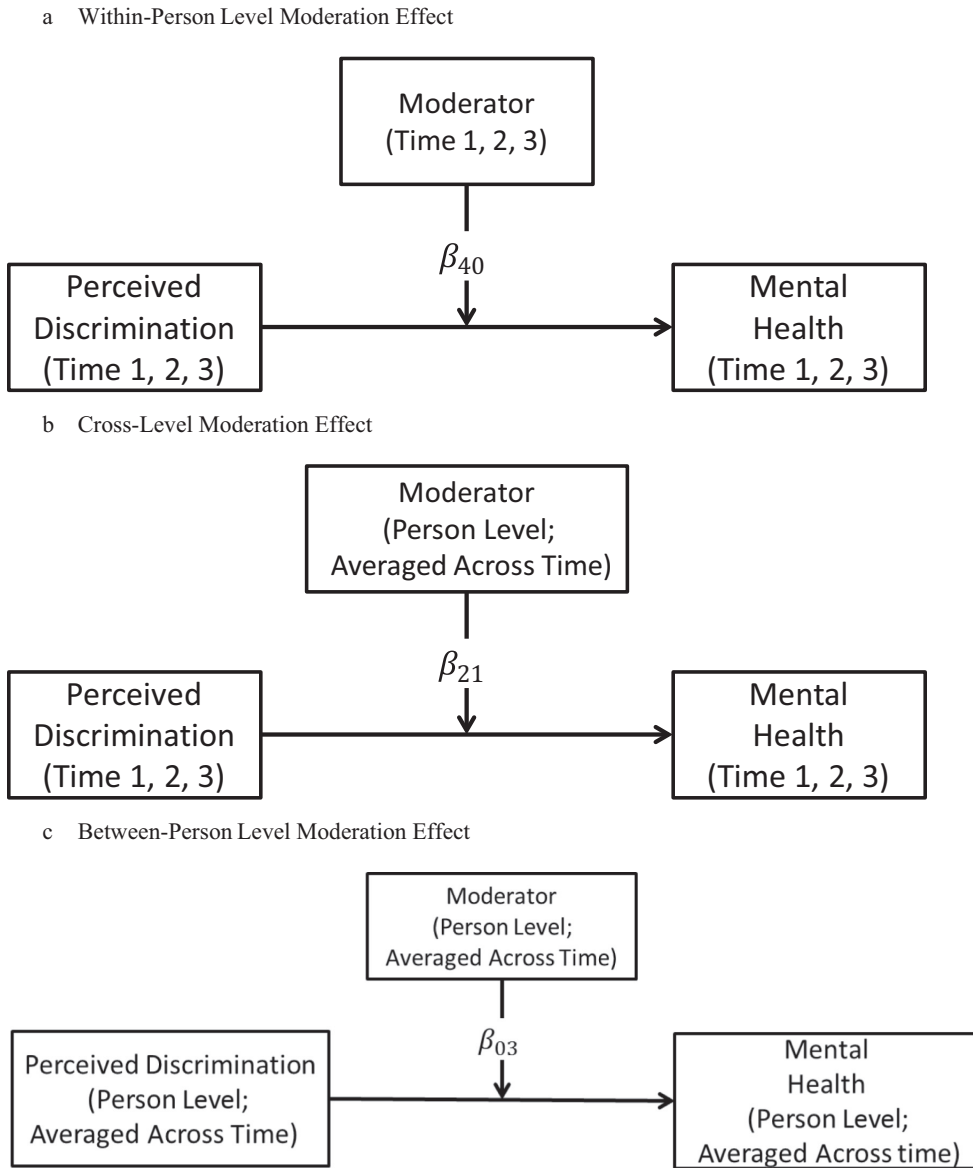 a Within-Person Level Moderation Effect
Moderator
(Time 1, 2, 3)
β40
Perceived
Discrimination
(Time 1, 2, 3)
Mental
Health
(Time 1, 2, 3)
b Cross-Level Moderation Effect
Moderator
(Person Level;
Averaged Across Time)
β21
Perceived
Discrimination
(Time 1, 2, 3)
Mental
Health
(Time 1, 2, 3)
c Between-Person Level Moderation Effect
Moderator
(Person Level;
Averaged Across Time)
β03
Perceived Discrimination
(Person Level;
Averaged Across Time)
Mental
Health
(Person Level;
Averaged Across time)